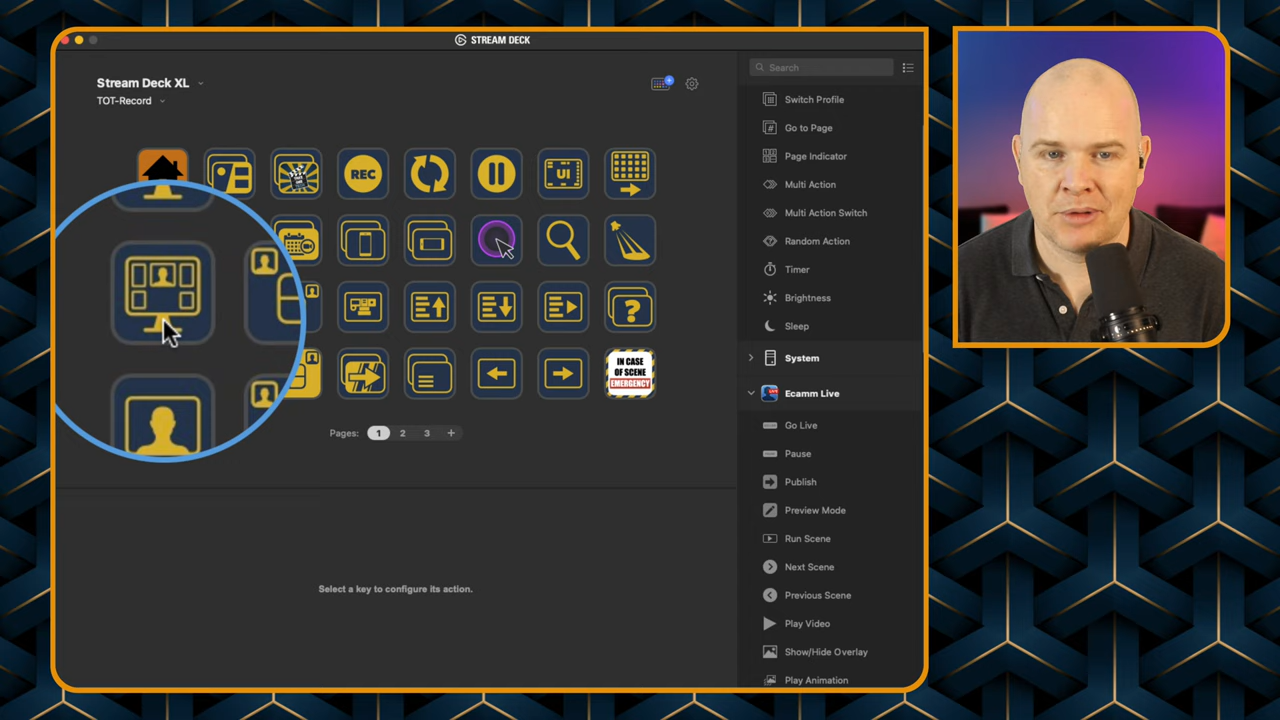 STREAM DECK
Stream Deck XL
TOT-Record
Search
Switch Profile
Go to Page
Page Indicator
Multi Action
Multi Action Switch
Random Action
Timer
Brightness
Sleep
System
Ecamm Live
Go Live
Pause
Publish
Preview Mode
Run Scene
Next Scene
Previous Scene
Play Video
Show/Hide Overlay
Play Animation
REC
UI
?
IN CASE
OF SCENE
EMERGENCY
Pages: 1 2 3 +
Select a key to configure its action.